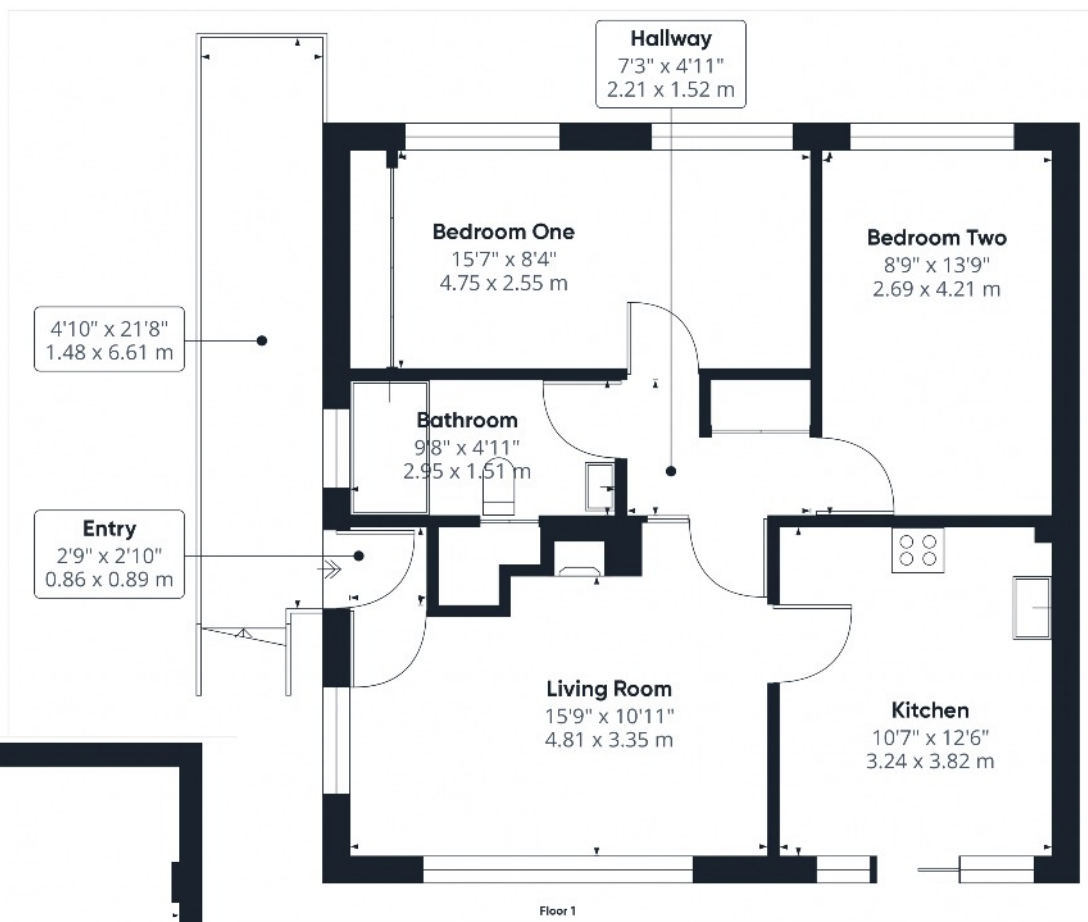 Hallway
7'3" x 4'11"
2.21 x 1.52 m
Bedroom One
15'7" x 8'4"
4.75 x 2.55 m
Bedroom Two
8'9" x 13'9"
2.69 x 4.21 m
4'10" x 21'8"
1.48 x 6.61 m
Bathroom
9'8" x 4'11"
2.95 x 1.51 m
Entry
2'9" x 2'10"
0.86 x 0.89 m
Living Room
15'9" x 10'11"
4.81 x 3.35 m
Kitchen
10'7" x 12'6"
3.24 x 3.82 m
Floor 1